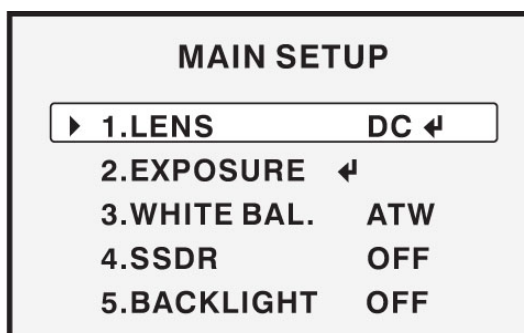 MAIN SETUP
1.LENS DC ↲
2.EXPOSURE ↲
3.WHITE BAL. ATW
4.SSDR OFF
5.BACKLIGHT OFF